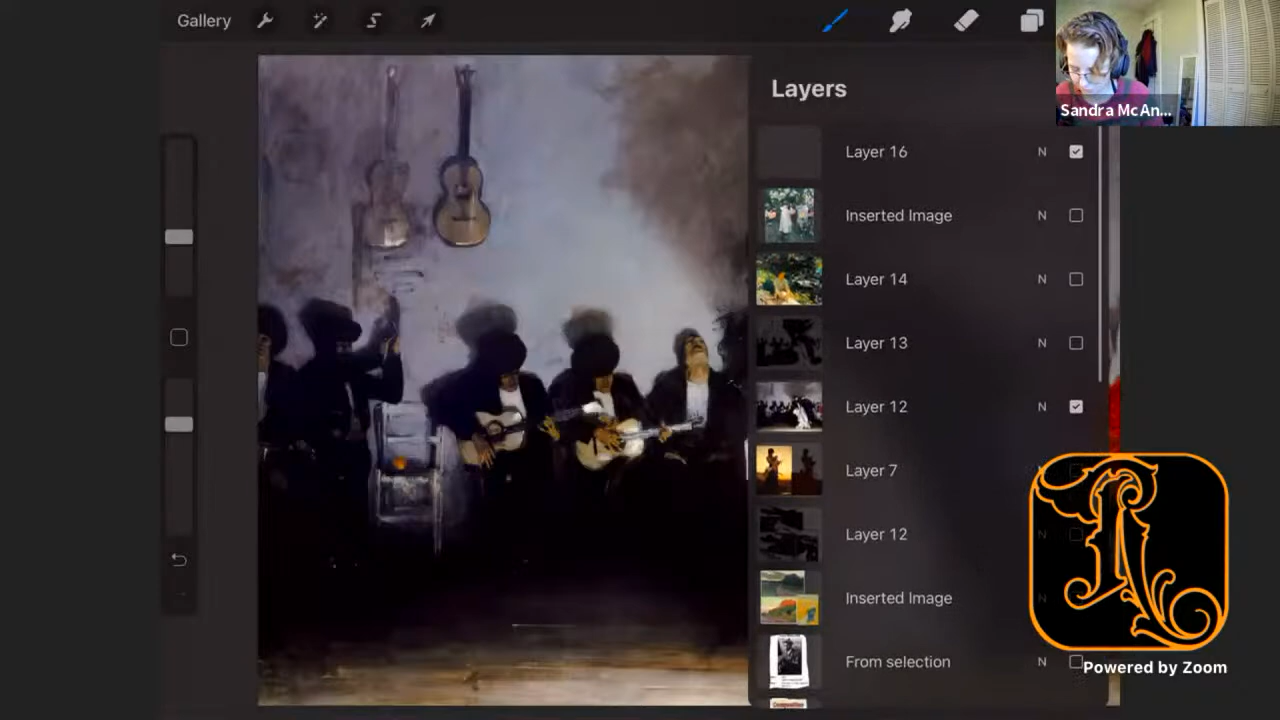 Gallery
Layers
Sandra McAn...
Layer 16 N
Inserted Image N
Layer 14 N
Layer 13 N
Layer 12 N
Layer 7
Layer 12 N
Inserted Image N
From selection N
Powered by Zoom
Composition